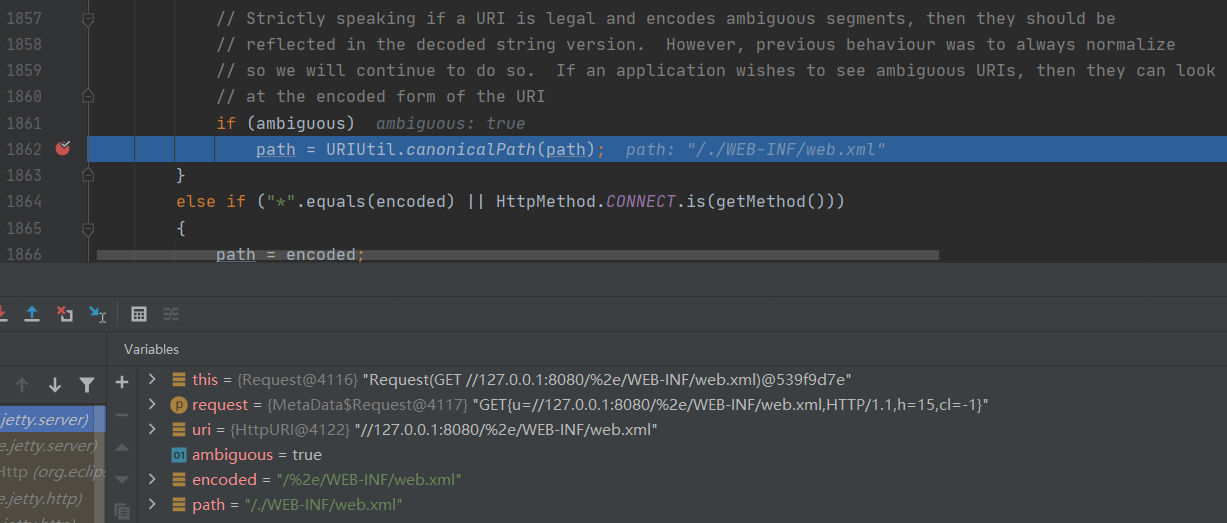 1857 // Strictly speaking if a URI is legal and encodes ambiguous segments, then they should be
1858 // reflected in the decoded string version.  However, previous behaviour was to always normalize
1859 // so we will continue to do so.  If an application wishes to see ambiguous URIs, then they can look
1860 // at the encoded form of the URI
1861 if (ambiguous)  ambiguous: true
1862 path = URIUtil.canonicalPath(path);  path: "/./WEB-INF/web.xml"
1863 }
1864 else if ("*".equals(encoded) || HttpMethod.CONNECT.is(getMethod()))
1865 {
1866 path = encoded;
Variables
this = {Request@4116} "Request(GET //127.0.0.1:8080/%2e/WEB-INF/web.xml)@539f9d7e"
p request = {MetaData$Request@4117} "GET{u=//127.0.0.1:8080/%2e/WEB-INF/web.xml,HTTP/1.1,h=15,cl=-1}"
jetty.server)
uri = {HttpURI@4122} "//127.0.0.1:8080/%2e/WEB-INF/web.xml"
e.jetty.server)
01 ambiguous = true
Http (org.eclips
encoded = "/%2e/WEB-INF/web.xml"
e.jetty.http)
path = "/./WEB-INF/web.xml"